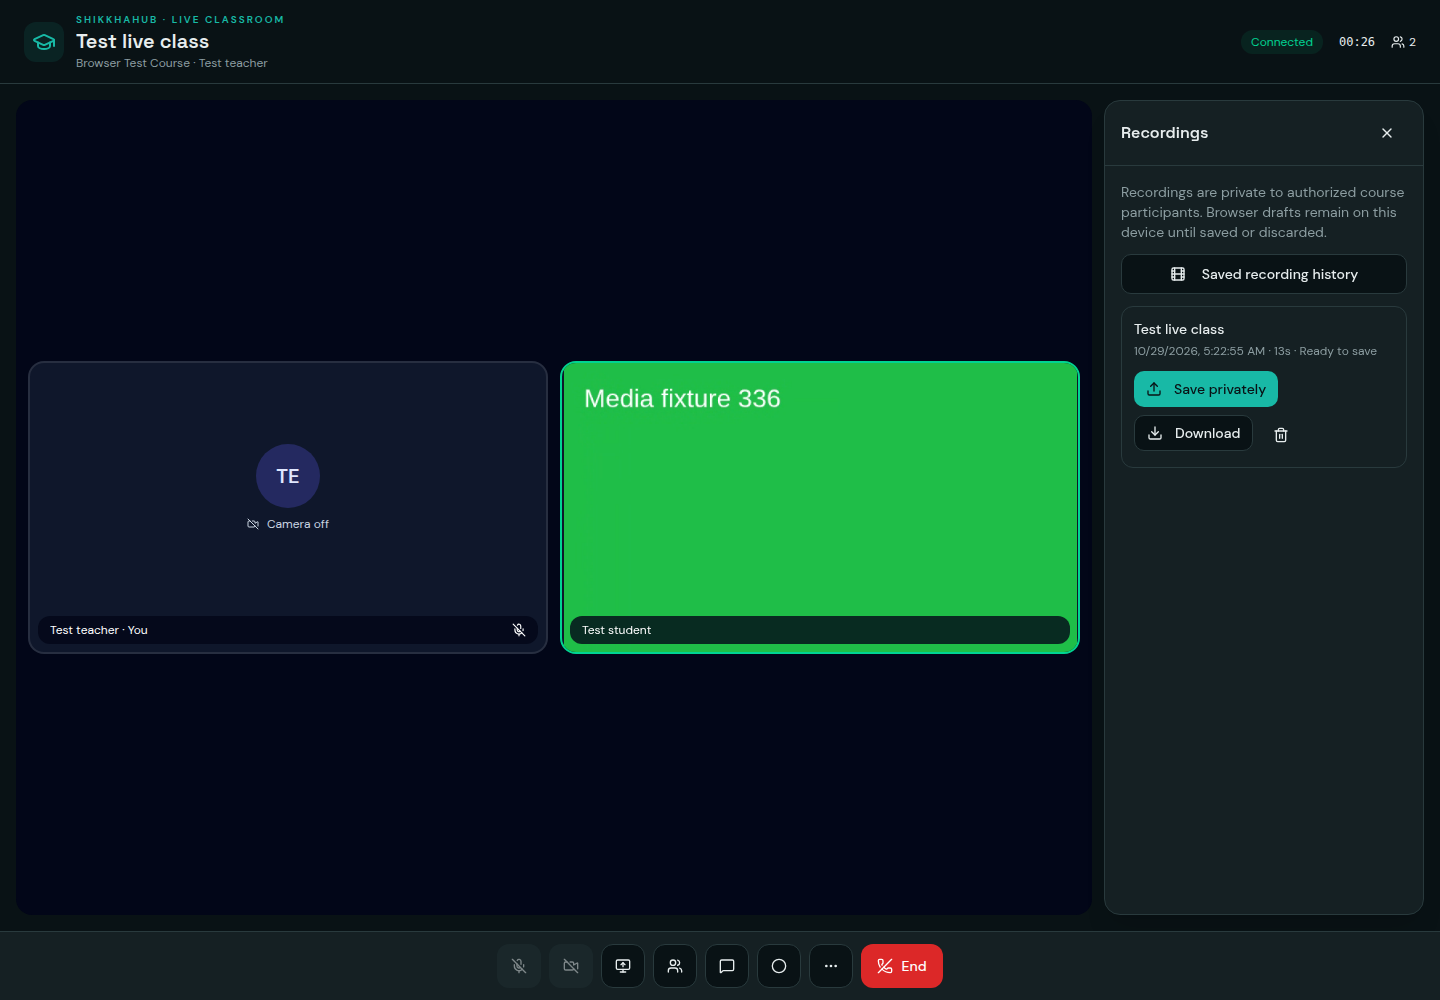 SHIKKHAHUB · LIVE CLASSROOM
Test live class
Browser Test Course · Test teacher
Connected
00:26
2
TE
Camera off
Test teacher · You
Media fixture 336
Test student
Recordings
Recordings are private to authorized course
participants. Browser drafts remain on this
device until saved or discarded.
Saved recording history
Test live class
10/29/2026, 5:22:55 AM · 13s · Ready to save
Save privately
Download
End